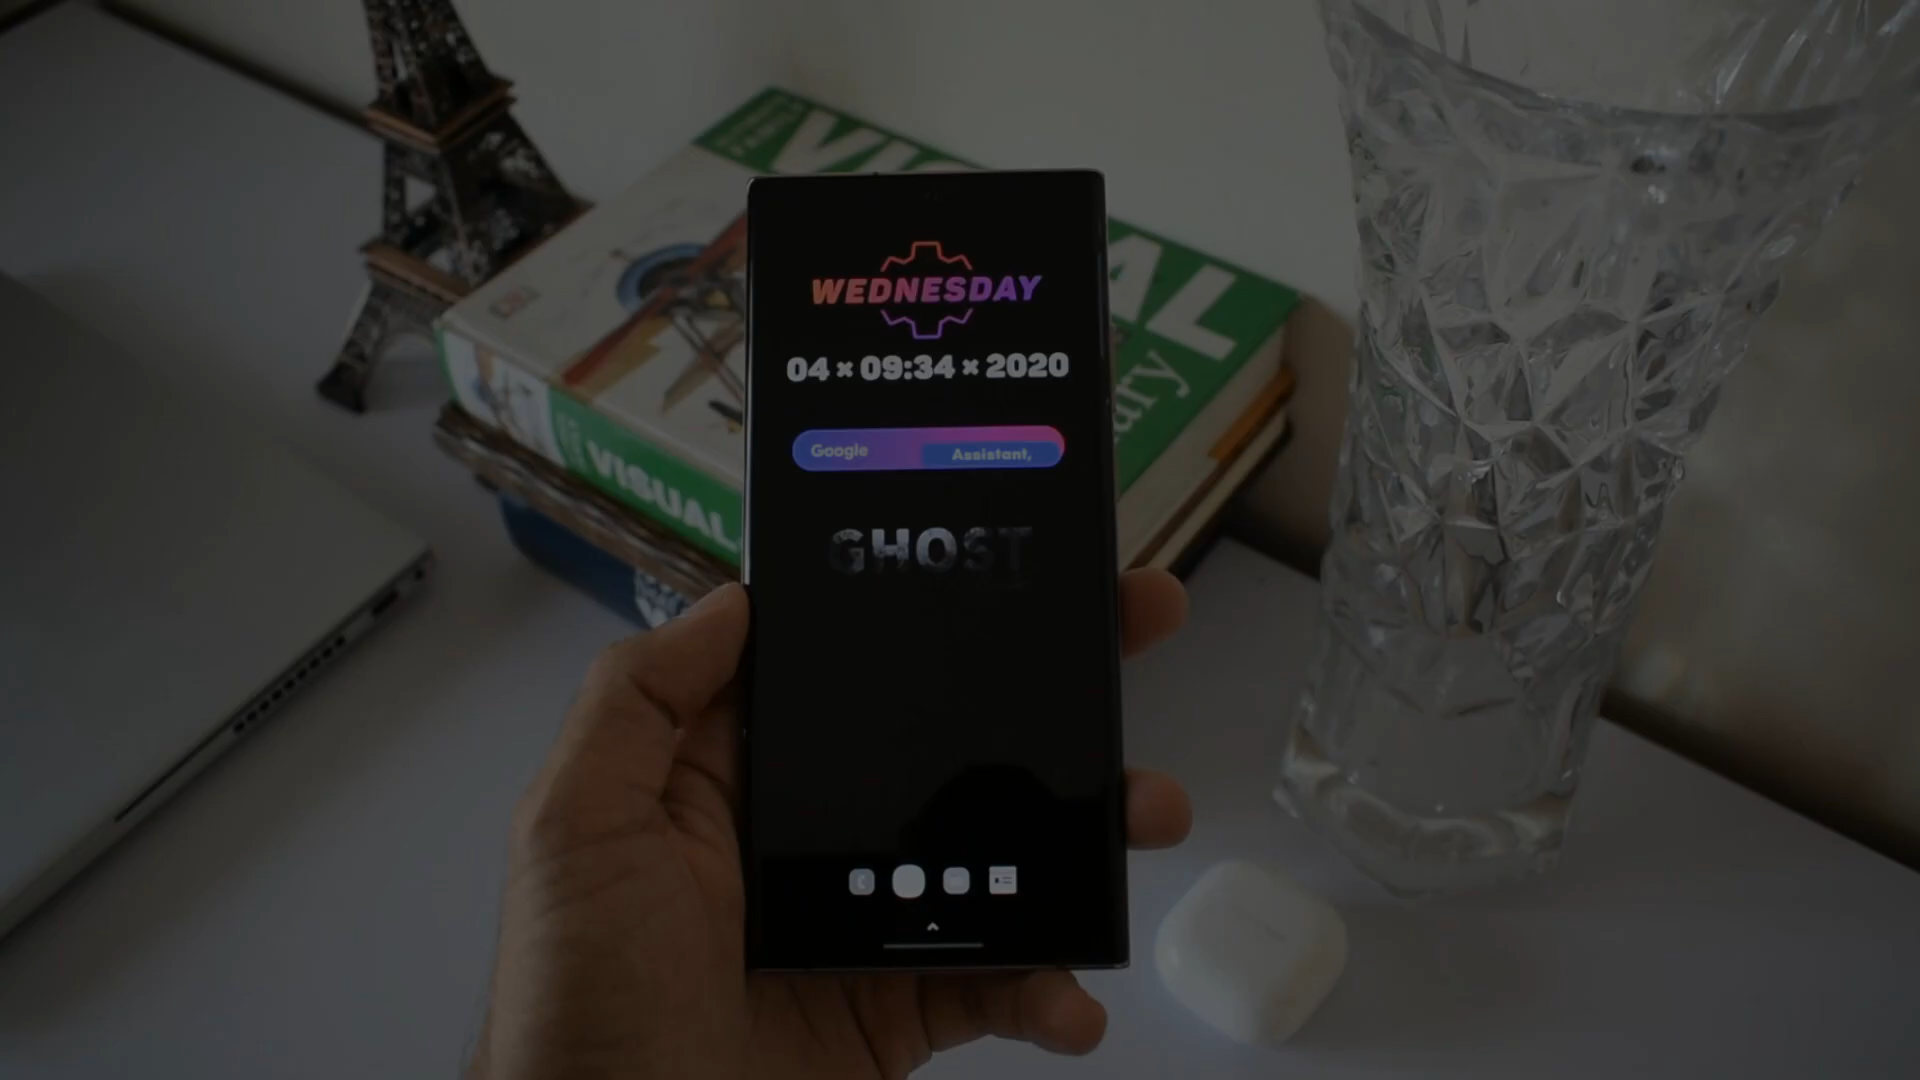 VISUAL
WEDNESDAY
04 × 09:34 × 2020
Google
Assistant,
GHOST
VISUAL